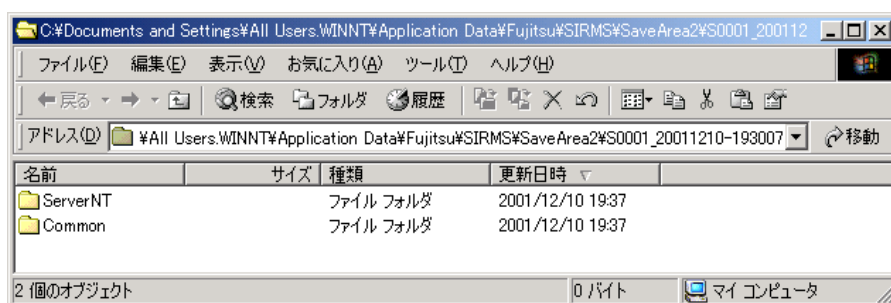 C:¥Documents and Settings¥All Users.WINNT¥Application Data¥Fujitsu¥SIRMS¥SaveArea2¥S0001_200112
ファイル(F) 編集(E) 表示(V) お気に入り(A) ツール(T) ヘルプ(H)
戻る 検索 フォルダ 履歴
アドレス(D) ¥All Users.WINNT¥Application Data¥Fujitsu¥SIRMS¥SaveArea2¥S0001_20011210-193007 移動
名前 サイズ 種類 更新日時
ServerNT ファイル フォルダ 2001/12/10 19:37
Common ファイル フォルダ 2001/12/10 19:37
2 個のオブジェクト 0 バイト マイ コンピュータ